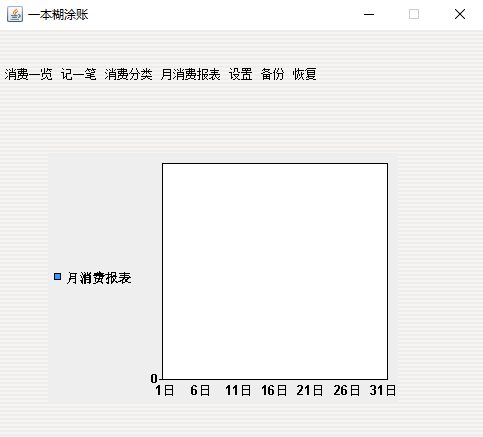 一本糊涂账
消费一览 记一笔 消费分类 月消费报表 设置 备份 恢复
月消费报表
0
1日 6日 11日 16日 21日 26日 31日